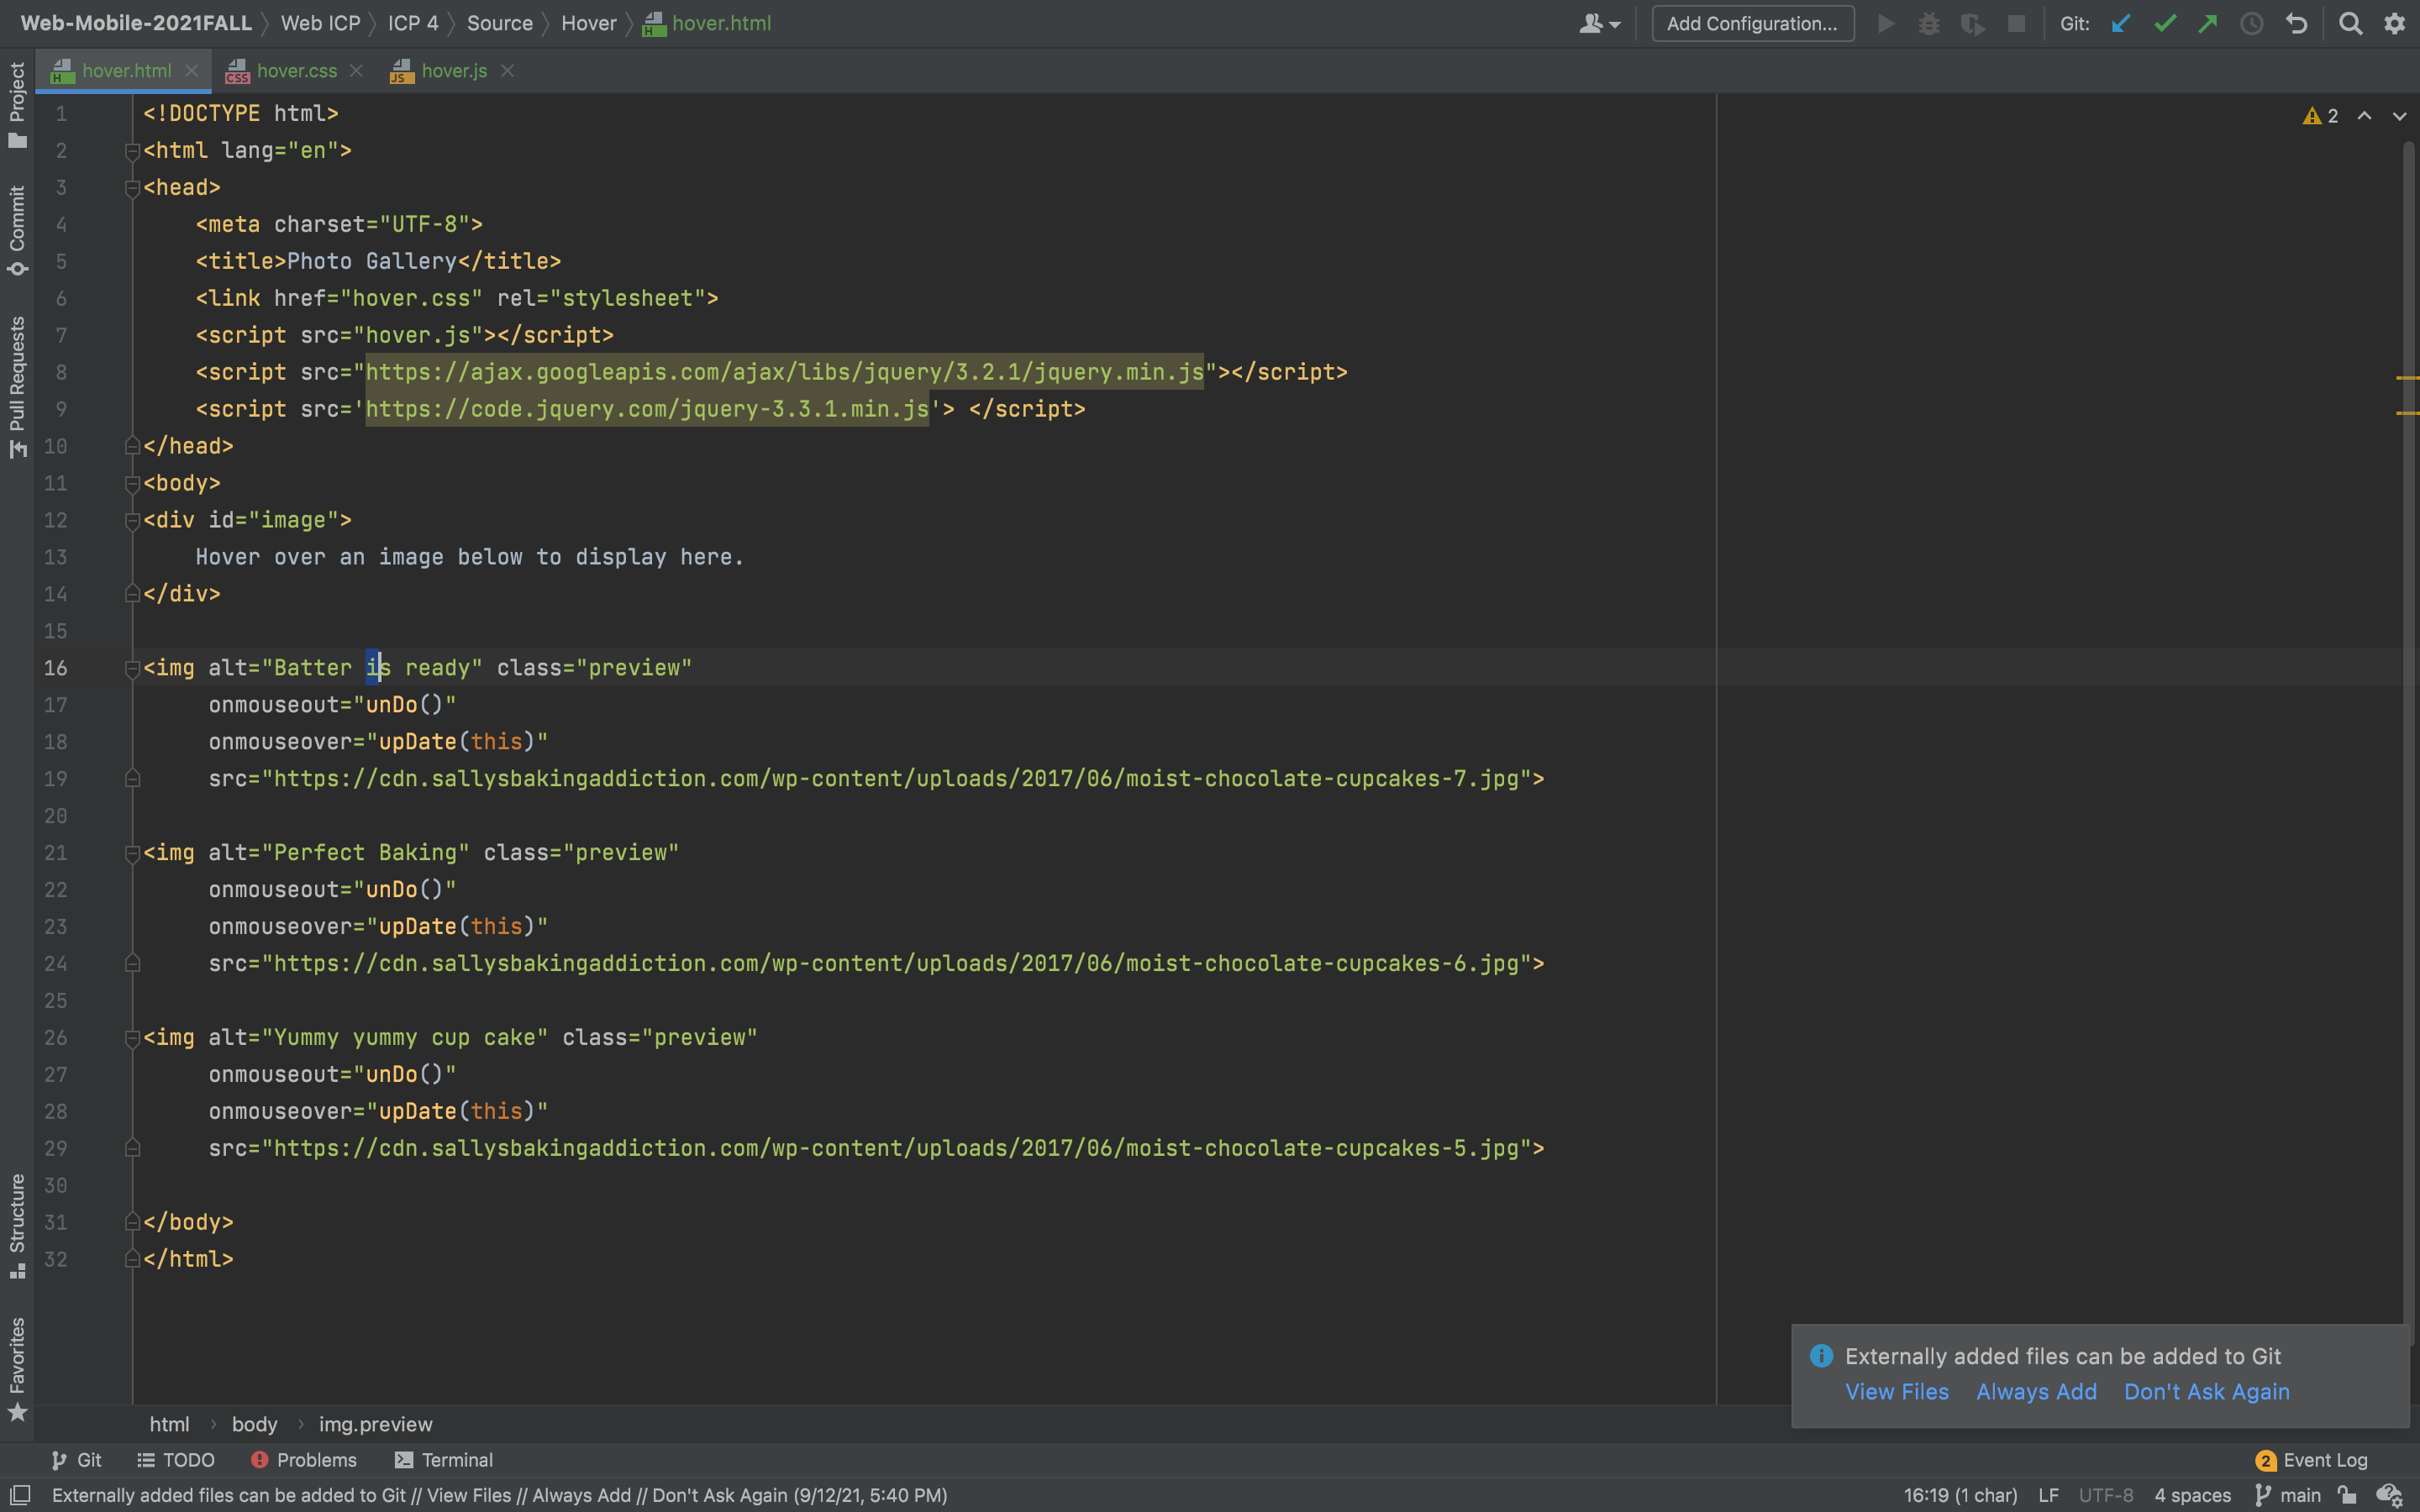 Web-Mobile-2021FALL Web ICP ICP 4 Source Hover hover.html Add Configuration... Git:
hover.html hover.css hover.js
Project
Commit
Pull Requests
Structure
Favorites
2
1 <!DOCTYPE html>
2 <html lang="en">
3 <head>
4 <meta charset="UTF-8">
5 <title>Photo Gallery</title>
6 <link href="hover.css" rel="stylesheet">
7 <script src="hover.js"></script>
8 <script src="https://ajax.googleapis.com/ajax/libs/jquery/3.2.1/jquery.min.js"></script>
9 <script src='https://code.jquery.com/jquery-3.3.1.min.js'> </script>
10 </head>
11 <body>
12 <div id="image">
13 Hover over an image below to display here.
14 </div>
15
16 <img alt="Batter is ready" class="preview"
17 onmouseout="unDo()"
18 onmouseover="upDate(this)"
19 src="https://cdn.sallysbakingaddiction.com/wp-content/uploads/2017/06/moist-chocolate-cupcakes-7.jpg">
20
21 <img alt="Perfect Baking" class="preview"
22 onmouseout="unDo()"
23 onmouseover="upDate(this)"
24 src="https://cdn.sallysbakingaddiction.com/wp-content/uploads/2017/06/moist-chocolate-cupcakes-6.jpg">
25
26 <img alt="Yummy yummy cup cake" class="preview"
27 onmouseout="unDo()"
28 onmouseover="upDate(this)"
29 src="https://cdn.sallysbakingaddiction.com/wp-content/uploads/2017/06/moist-chocolate-cupcakes-5.jpg">
30
31 </body>
32 </html>
Externally added files can be added to Git
View Files Always Add Don't Ask Again
html body img.preview
Git TODO Problems Terminal 2 Event Log
Externally added files can be added to Git // View Files // Always Add // Don't Ask Again (9/12/21, 5:40 PM) 16:19 (1 char) LF UTF-8 4 spaces main